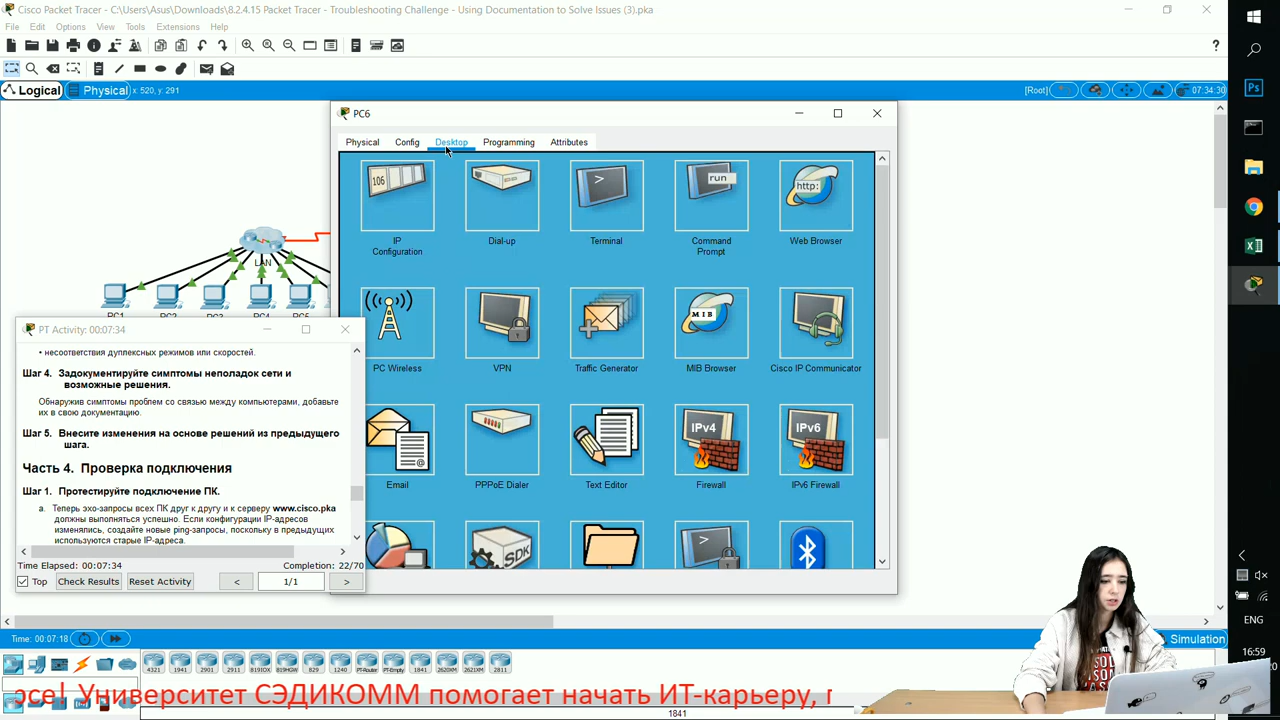 Cisco Packet Tracer - C:\Users\Asus\Downloads\8.2.4.15 Packet Tracer - Troubleshooting Challenge - Using Documentation to Solve Issues (3).pka
File Edit Options View Tools Extensions Help
?
Logical Physical x: 520, y: 291 [Root] 07:34:30
PC6
Physical Config Desktop Programming Attributes
106 > run http:
IP Configuration Dial-up Terminal Command Prompt Web Browser
MIB
PC Wireless VPN Traffic Generator MIB Browser Cisco IP Communicator
IPv4 IPv6
Email PPPoE Dialer Text Editor Firewall IPv6 Firewall
SDK >
LAN
PC1 PC2 PC3 PC4 PC5
PT Activity: 00:07:34
• несоответствия дуплексных режимов или скоростей.
Шаг 4. Задокументируйте симптомы неполадок сети и
возможные решения.
Обнаружив симптомы проблем со связью между компьютерами, добавьте
их в свою документацию.
Шаг 5. Внесите изменения на основе решений из предыдущего
шага.
Часть 4. Проверка подключения
Шаг 1. Протестируйте подключение ПК.
a. Теперь эхо-запросы всех ПК друг к другу и к серверу www.cisco.pka
должны выполняться успешно. Если конфигурации IP-адресов
изменялись, создайте новые ping-запросы, поскольку в предыдущих
используются старые IP-адреса.
Time Elapsed: 00:07:34 Completion: 22/70
Top Check Results Reset Activity < 1/1 >
Time: 00:07:18 Simulation
4321 1941 2901 2911 819IOX 819HGW 829 1240 PT-Router PT-Empty 1841 2620XM 2621XM 2811
рсе! Университет СЭДИКОММ помогает начать ИТ-карьеру,
1841
Ps
ENG
16:59